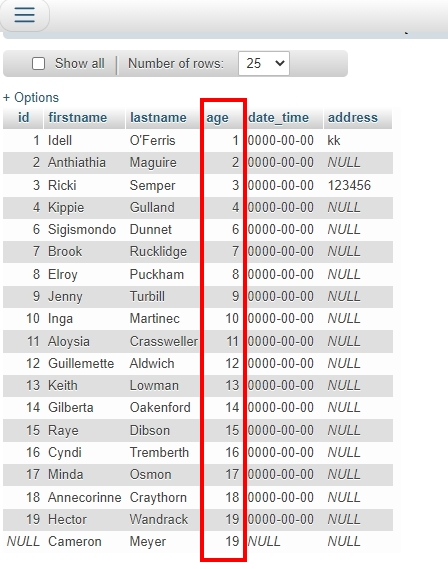 Show all Number of rows: 25
+ Options
id firstname lastname age date_time address
1 Idell O'Ferris 1 0000-00-00 kk
2 Anthiathia Maguire 2 0000-00-00 NULL
3 Ricki Semper 3 0000-00-00 123456
4 Kippie Gulland 4 0000-00-00 NULL
6 Sigismondo Dunnet 6 0000-00-00 NULL
7 Brook Rucklidge 7 0000-00-00 NULL
8 Elroy Puckham 8 0000-00-00 NULL
9 Jenny Turbill 9 0000-00-00 NULL
10 Inga Martinec 10 0000-00-00 NULL
11 Aloysia Crassweller 11 0000-00-00 NULL
12 Guillemette Aldwich 12 0000-00-00 NULL
13 Keith Lowman 13 0000-00-00 NULL
14 Gilberta Oakenford 14 0000-00-00 NULL
15 Raye Dibson 15 0000-00-00 NULL
16 Cyndi Tremberth 16 0000-00-00 NULL
17 Minda Osmon 17 0000-00-00 NULL
18 Annecorinne Craythorn 18 0000-00-00 NULL
19 Hector Wandrack 19 0000-00-00 NULL
NULL Cameron Meyer 19 NULL NULL